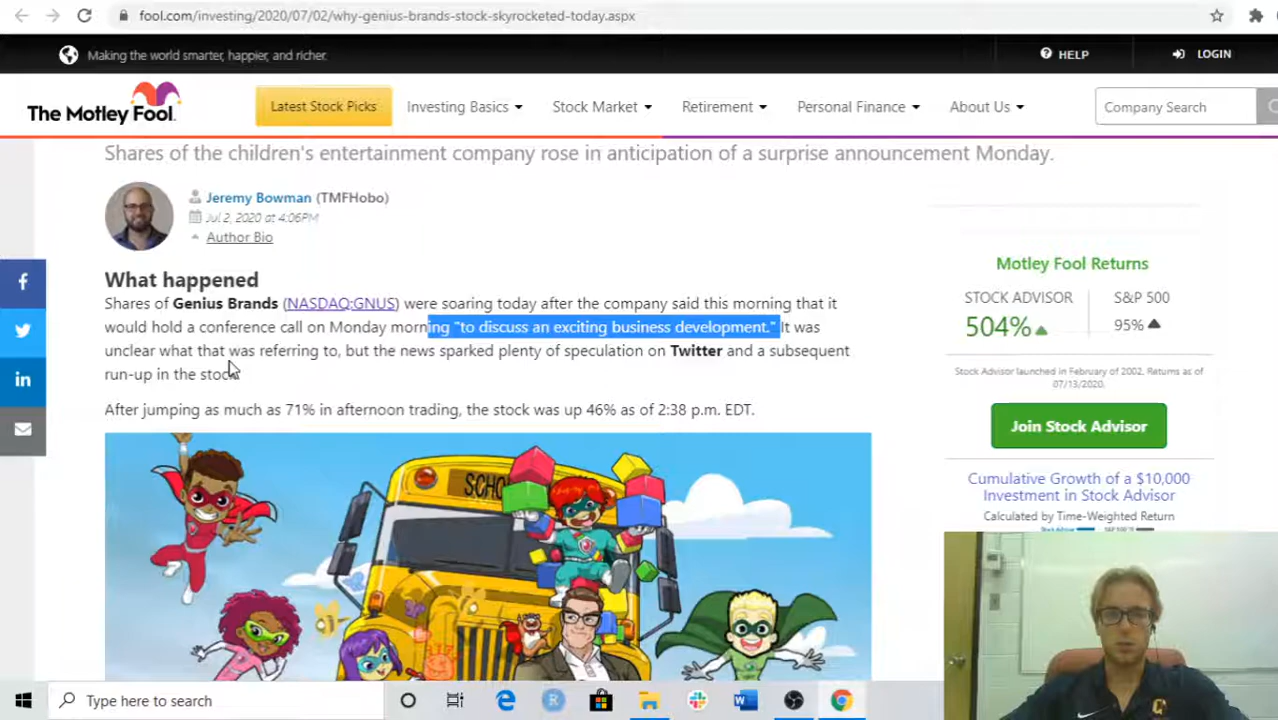 fool.com/investing/2020/07/02/why-genius-brands-stock-skyrocketed-today.aspx
Making the world smarter, happier, and richer.
HELP
LOGIN
The Motley Fool.
Latest Stock Picks
Investing Basics
Stock Market
Retirement
Personal Finance
About Us
Company Search
Shares of the children's entertainment company rose in anticipation of a surprise announcement Monday.
Jeremy Bowman (TMFHobo)
Jul 2, 2020 at 4:06PM
Author Bio
What happened
Shares of Genius Brands (NASDAQ:GNUS) were soaring today after the company said this morning that it
would hold a conference call on Monday morning "to discuss an exciting business development." It was
unclear what that was referring to, but the news sparked plenty of speculation on Twitter and a subsequent
run-up in the stock.
After jumping as much as 71% in afternoon trading, the stock was up 46% as of 2:38 p.m. EDT.
SCHO
Motley Fool Returns
STOCK ADVISOR
S&P 500
504%
95%
Stock Advisor launched in February of 2002. Returns as of
07/13/2020.
Join Stock Advisor
Cumulative Growth of a $10,000
Investment in Stock Advisor
Calculated by Time-Weighted Return
Type here to search